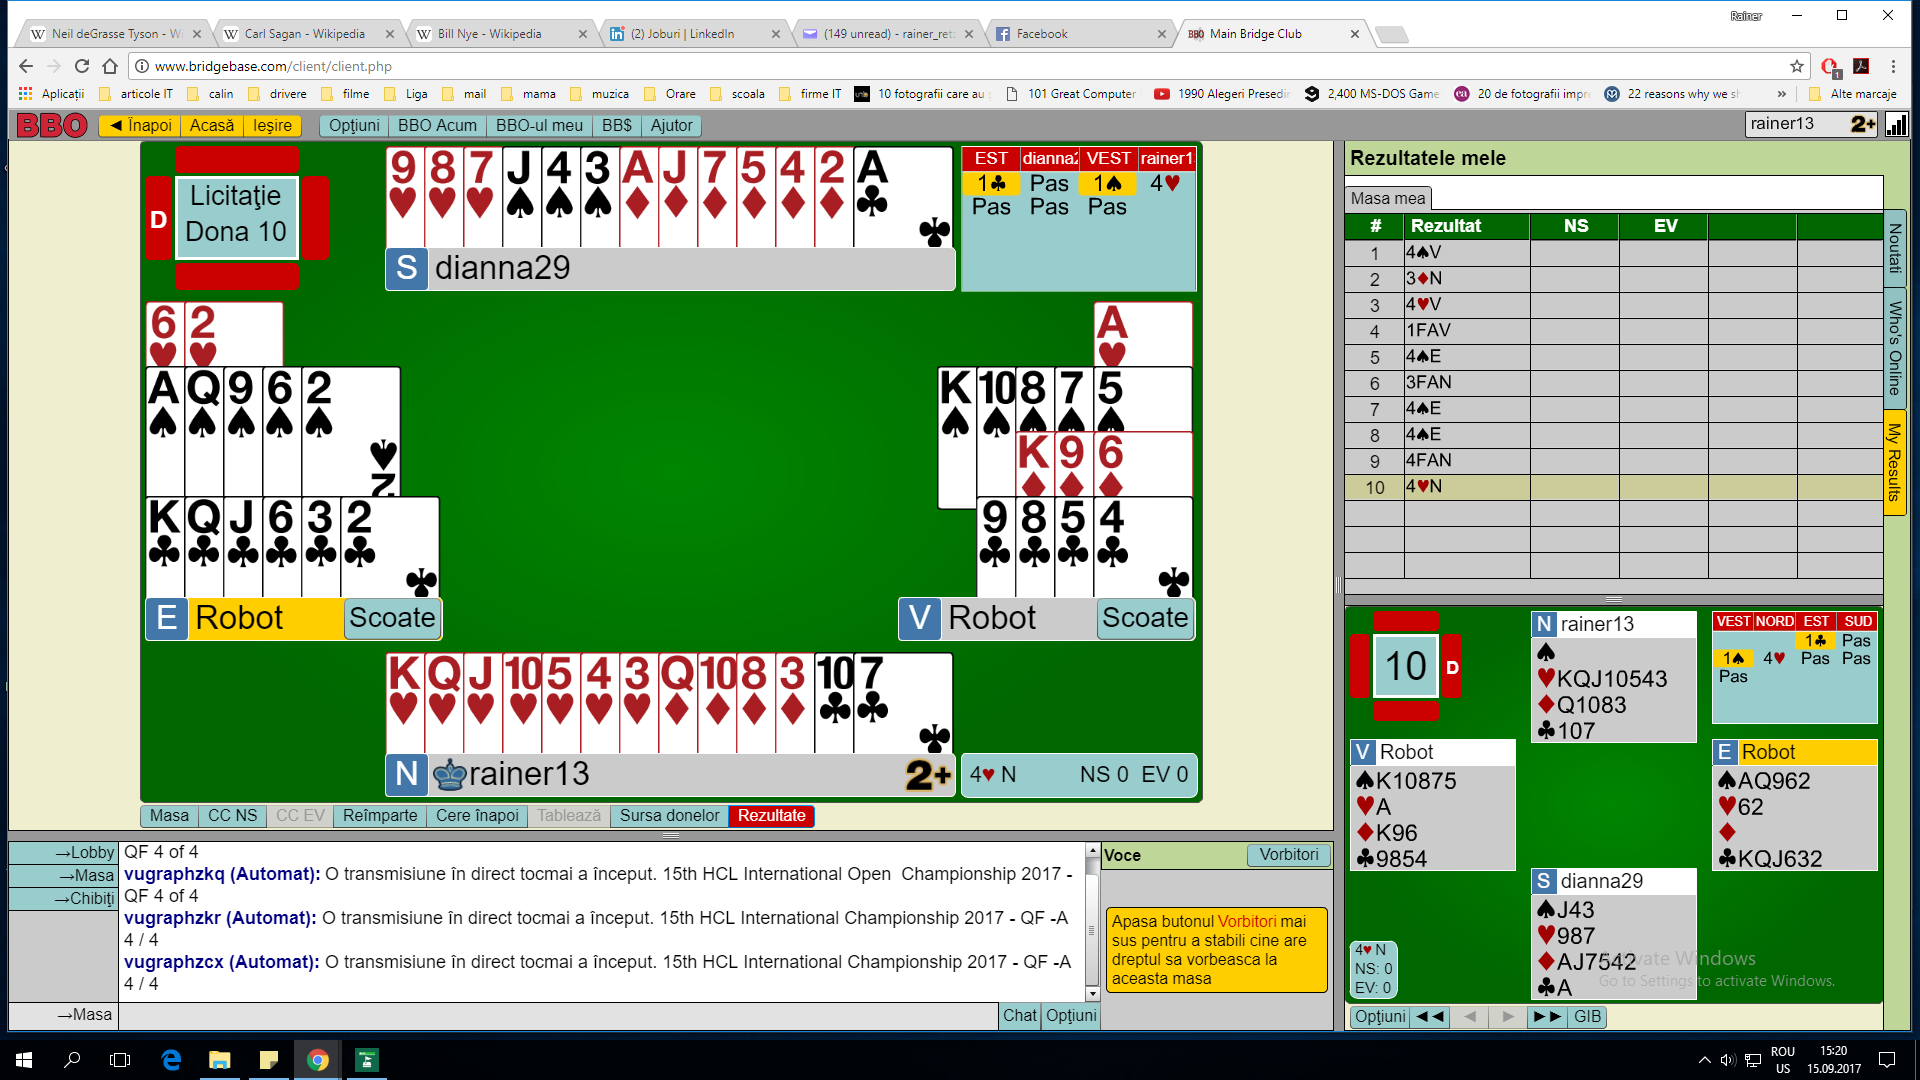 Rainer
Neil deGrasse Tyson - W
Carl Sagan - Wikipedia
Bill Nye - Wikipedia
(2) Joburi | LinkedIn
(149 unread) - rainer_ret
Facebook
Main Bridge Club
www.bridgebase.com/client/client.php
Aplicații
articole IT
calin
drivere
filme
Liga
mail
mama
muzica
Orare
scoala
firme IT
10 fotografii care au
101 Great Computer
1990 Alegeri Presedin
2,400 MS-DOS Game
20 de fotografii impre
22 reasons why we sh
»
Alte marcaje
BBO
◄ Înapoi
Acasă
Ieşire
Opţiuni
BBO Acum
BBO-ul meu
BB$
Ajutor
rainer13 2+
D
Licitaţie
Dona 10
9 8 7 J 4 3 A J 7 5 4 2 A
S dianna29
EST dianna2 VEST rainer1
1♣ Pas 1♠ 4♥
Pas Pas Pas
6 2
A Q 9 6 2
2
K Q J 6 3 2
E Robot Scoate
A
K 10 8 7 5
K 9 6
9 8 5 4
V Robot Scoate
K Q J 10 5 4 3 Q 10 8 3 10 7
N rainer13 2+
4♥ N NS 0 EV 0
Masa
CC NS
CC EV
Reîmparte
Cere înapoi
Tablează
Sursa donelor
Rezultate
Rezultatele mele
Masa mea
# Rezultat NS EV
1 4♠V
2 3♦N
3 4♥V
4 1FAV
5 4♠E
6 3FAN
7 4♠E
8 4♠E
9 4FAN
10 4♥N
Noutati
Who's Online
My Results
→Lobby
→Masa
→Chibiţi
QF 4 of 4
vugraphzkq (Automat): O transmisiune în direct tocmai a început. 15th HCL International Open Championship 2017 -
QF 4 of 4
vugraphzkr (Automat): O transmisiune în direct tocmai a început. 15th HCL International Championship 2017 - QF -A
4 / 4
vugraphzcx (Automat): O transmisiune în direct tocmai a început. 15th HCL International Championship 2017 - QF -A
4 / 4
→Masa
Chat
Opţiuni
Voce
Vorbitori
Apasa butonul Vorbitori mai
sus pentru a stabili cine are
dreptul sa vorbeasca la
aceasta masa
10 D
N rainer13
♠
♥KQJ10543
♦Q1083
♣107
VEST NORD EST SUD
1♣ Pas
1♠ 4♥ Pas Pas
Pas
V Robot
♠K10875
♥A
♦K96
♣9854
E Robot
♠AQ962
♥62
♦
♣KQJ632
S dianna29
♠J43
♥987
♦AJ7542
♣A
4♥ N
NS: 0
EV: 0
Activate Windows
Go to Settings to activate Windows.
Opţiuni ◄◄ ◄ ► ►► GIB
ROU
US
15:20
15.09.2017